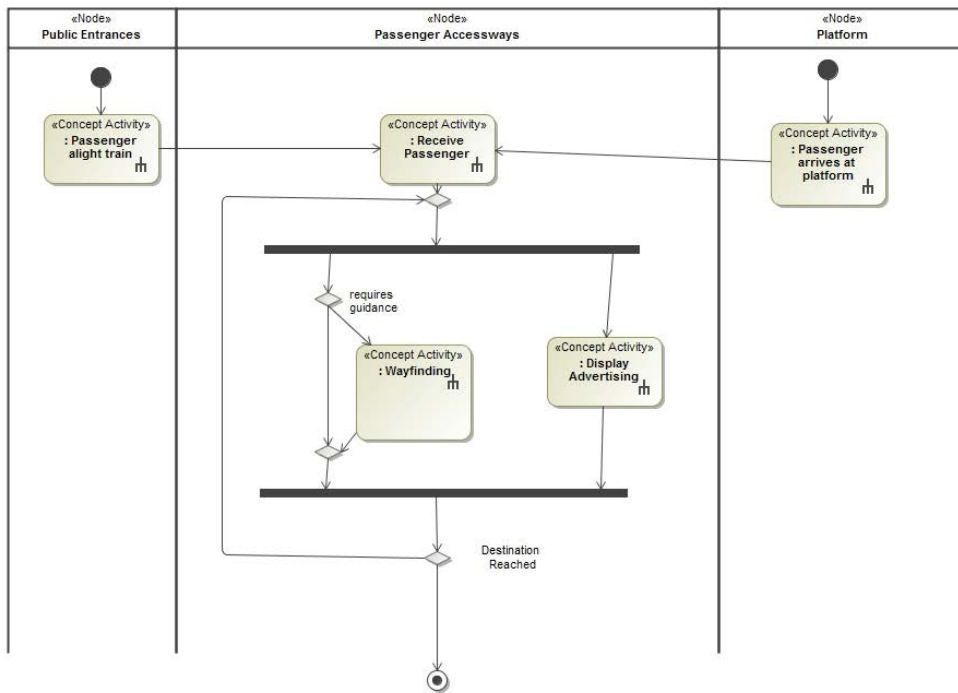 «Node»
Public Entrances
«Node»
Passenger Accessways
«Node»
Platform
«Concept Activity»
: Passenger
alight train
«Concept Activity»
: Receive
Passenger
«Concept Activity»
: Passenger
arrives at
platform
requires
guidance
«Concept Activity»
: Wayfinding
«Concept Activity»
: Display
Advertising
Destination
Reached